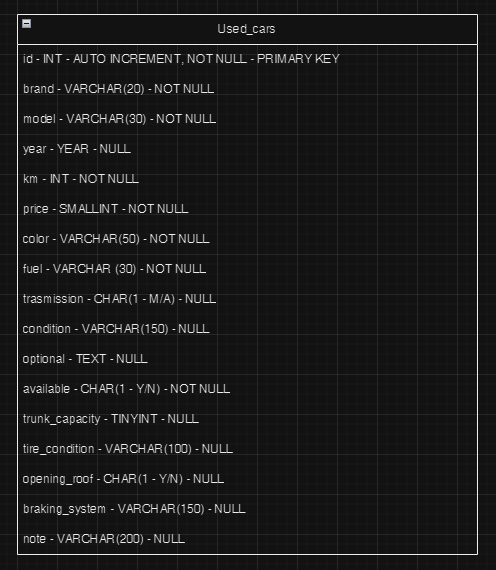 Used_cars
id - INT - AUTO INCREMENT, NOT NULL - PRIMARY KEY
brand - VARCHAR(20) - NOT NULL
model - VARCHAR(30) - NOT NULL
year - YEAR - NULL
km - INT - NOT NULL
price - SMALLINT - NOT NULL
color - VARCHAR(50) - NOT NULL
fuel - VARCHAR (30) - NOT NULL
trasmission - CHAR(1 - M/A) - NULL
condition - VARCHAR(150) - NULL
optional - TEXT - NULL
available - CHAR(1 - Y/N) - NOT NULL
trunk_capacity - TINYINT - NULL
tire_condition - VARCHAR(100) - NULL
opening_roof - CHAR(1 - Y/N) - NULL
braking_system - VARCHAR(150) - NULL
note - VARCHAR(200) - NULL